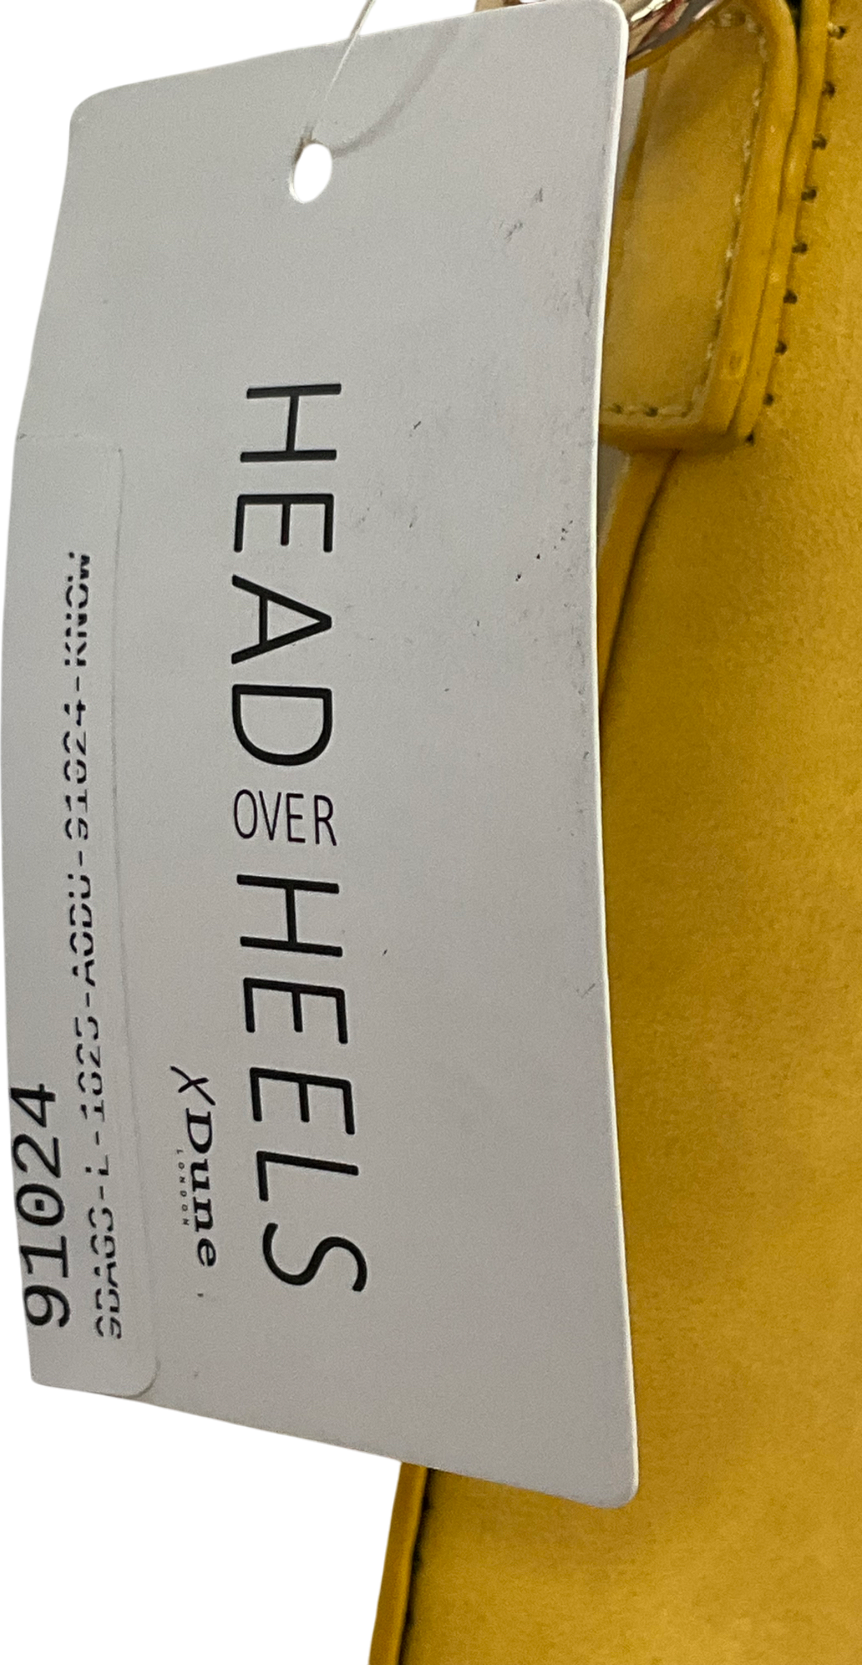 HEAD
OVER
HEELS
X Dune
LONDON
91024